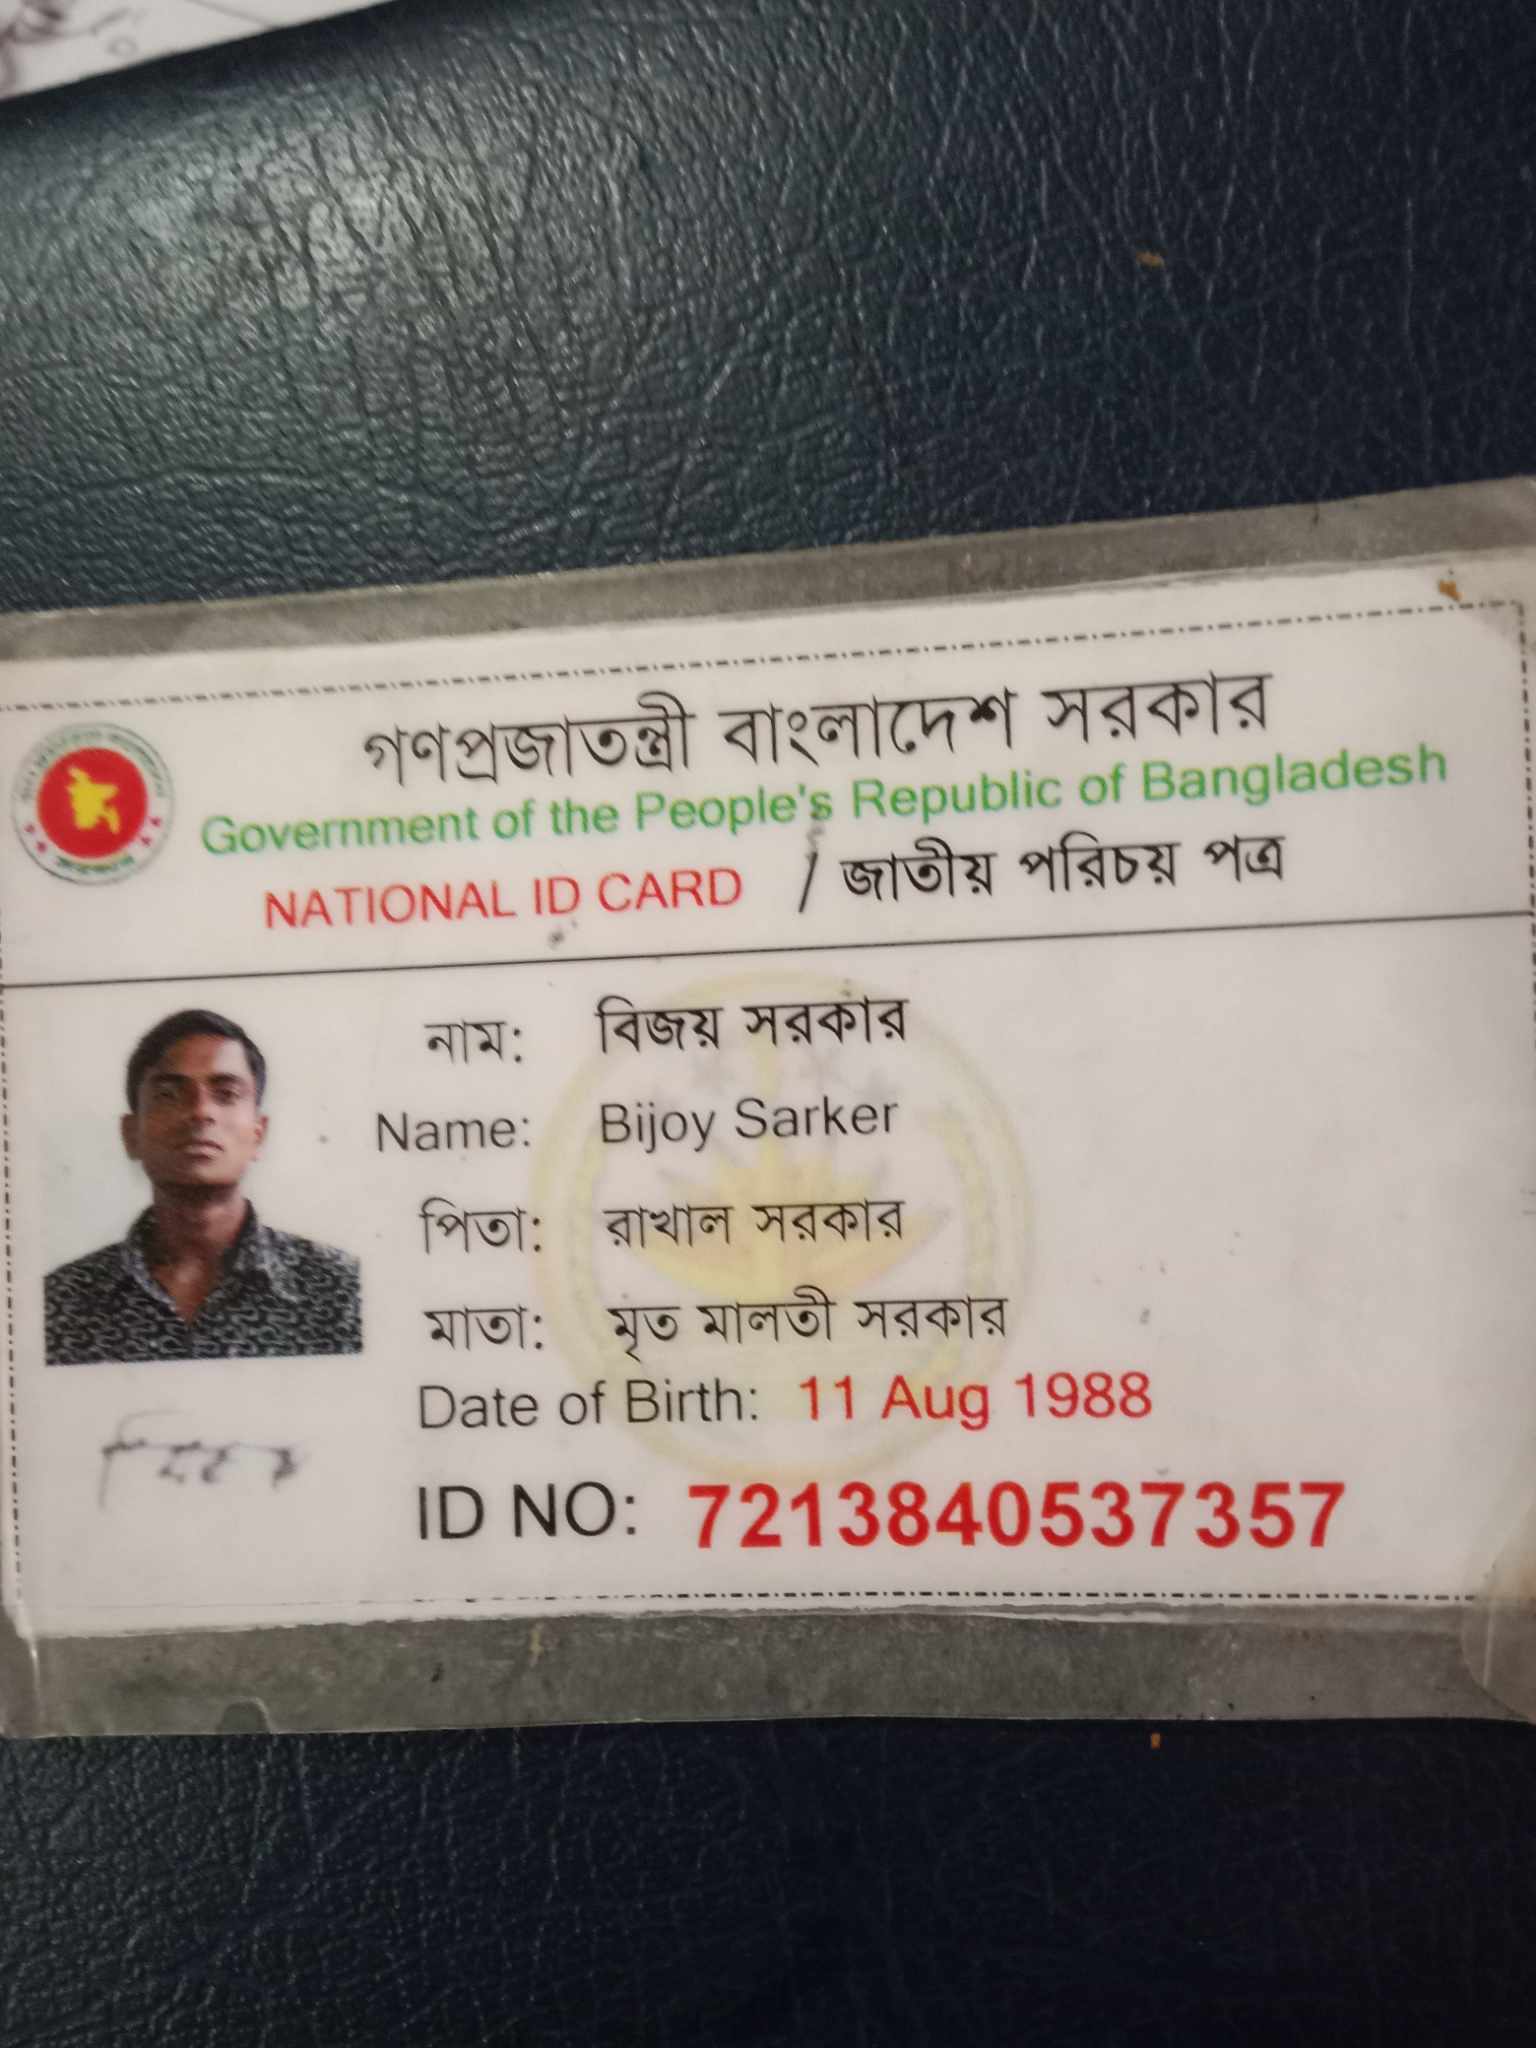 গণপ্রজাতন্ত্রী বাংলাদেশ সরকার
Government of the People's Republic of Bangladesh
NATIONAL ID CARD / জাতীয় পরিচয় পত্র
নাম: বিজয় সরকার
Name: Bijoy Sarker
পিতা: রাখাল সরকার
মাতা: মৃত মালতী সরকার
Date of Birth: 11 Aug 1988
ID NO: 7213840537357